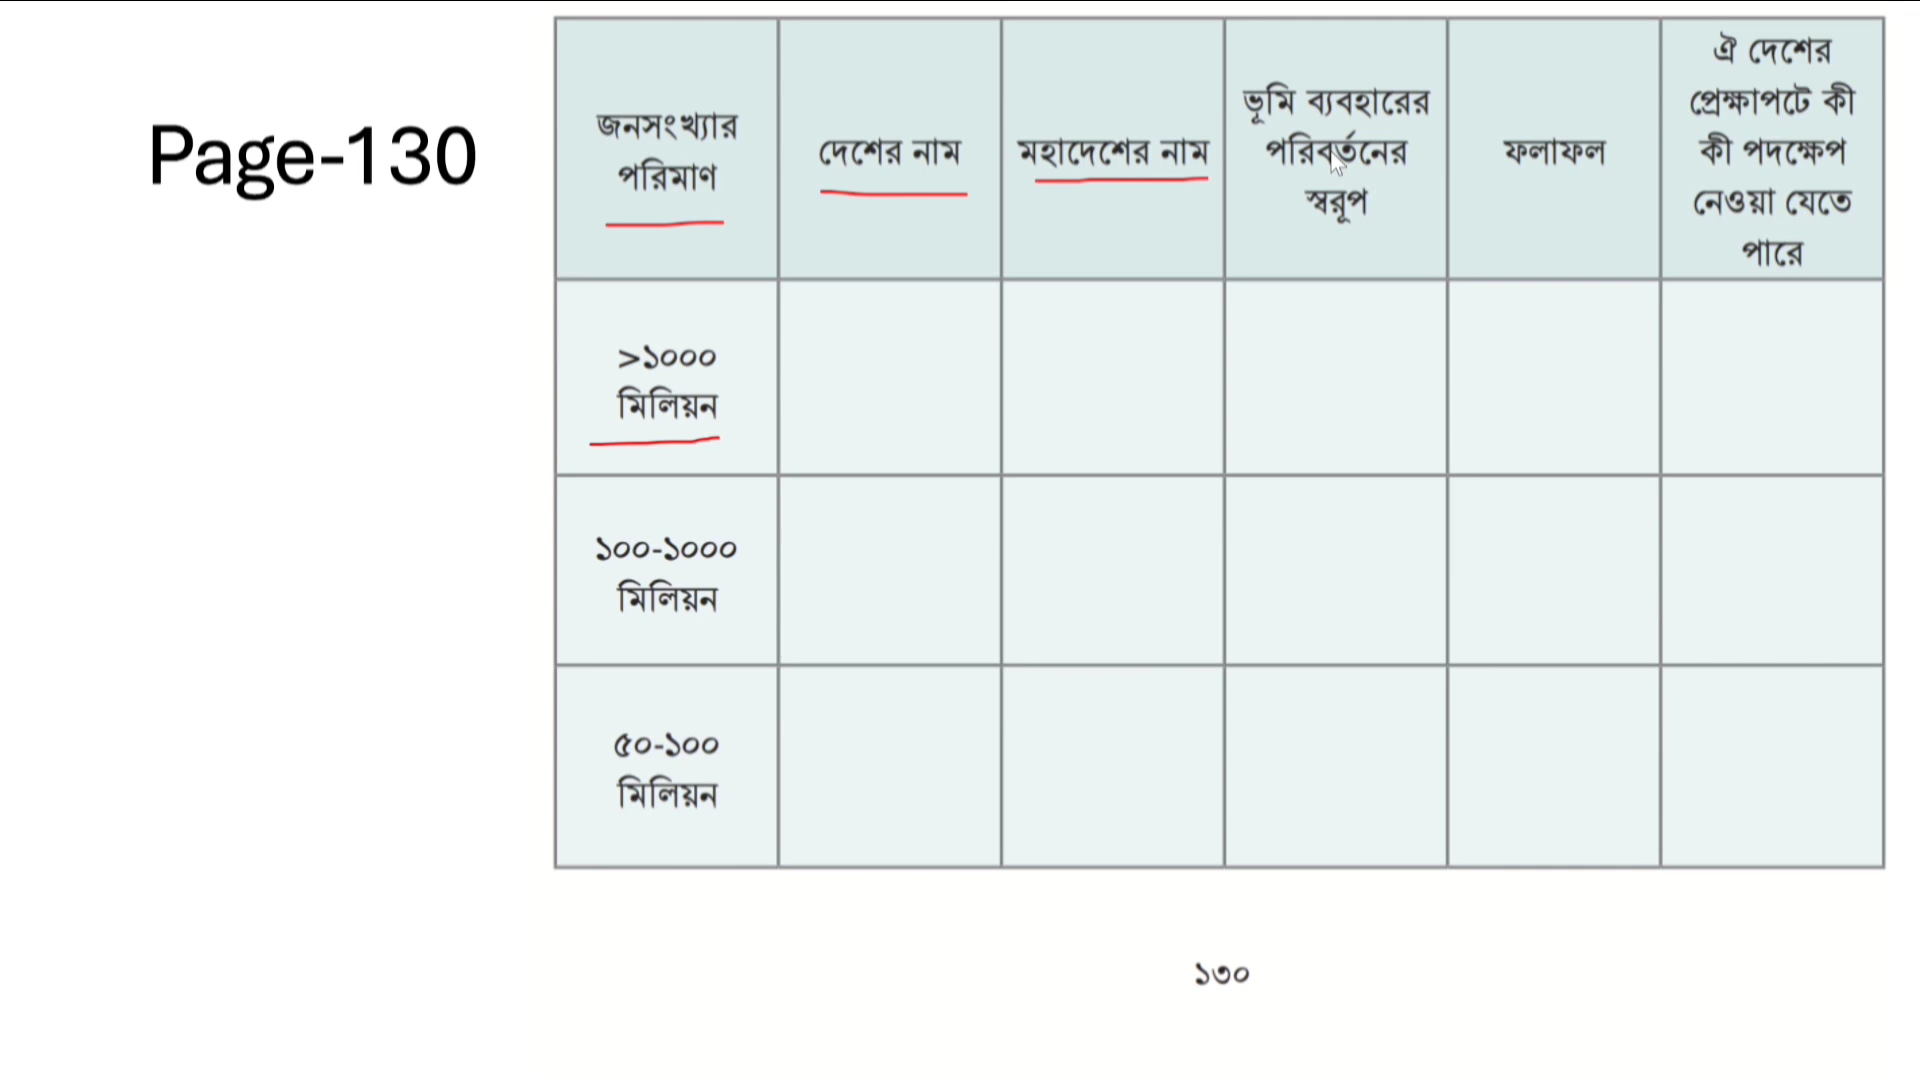 Page-130
জনসংখ্যার
পরিমাণ
দেশের নাম
মহাদেশের নাম
ভূমি ব্যবহারের
পরিবর্তনের
স্বরূপ
ফলাফল
ঐ দেশের
প্রেক্ষাপটে কী
কী পদক্ষেপ
নেওয়া যেতে
পারে
>১০০০
মিলিয়ন
১০০-১০০০
মিলিয়ন
৫০-১০০
মিলিয়ন
১৩০